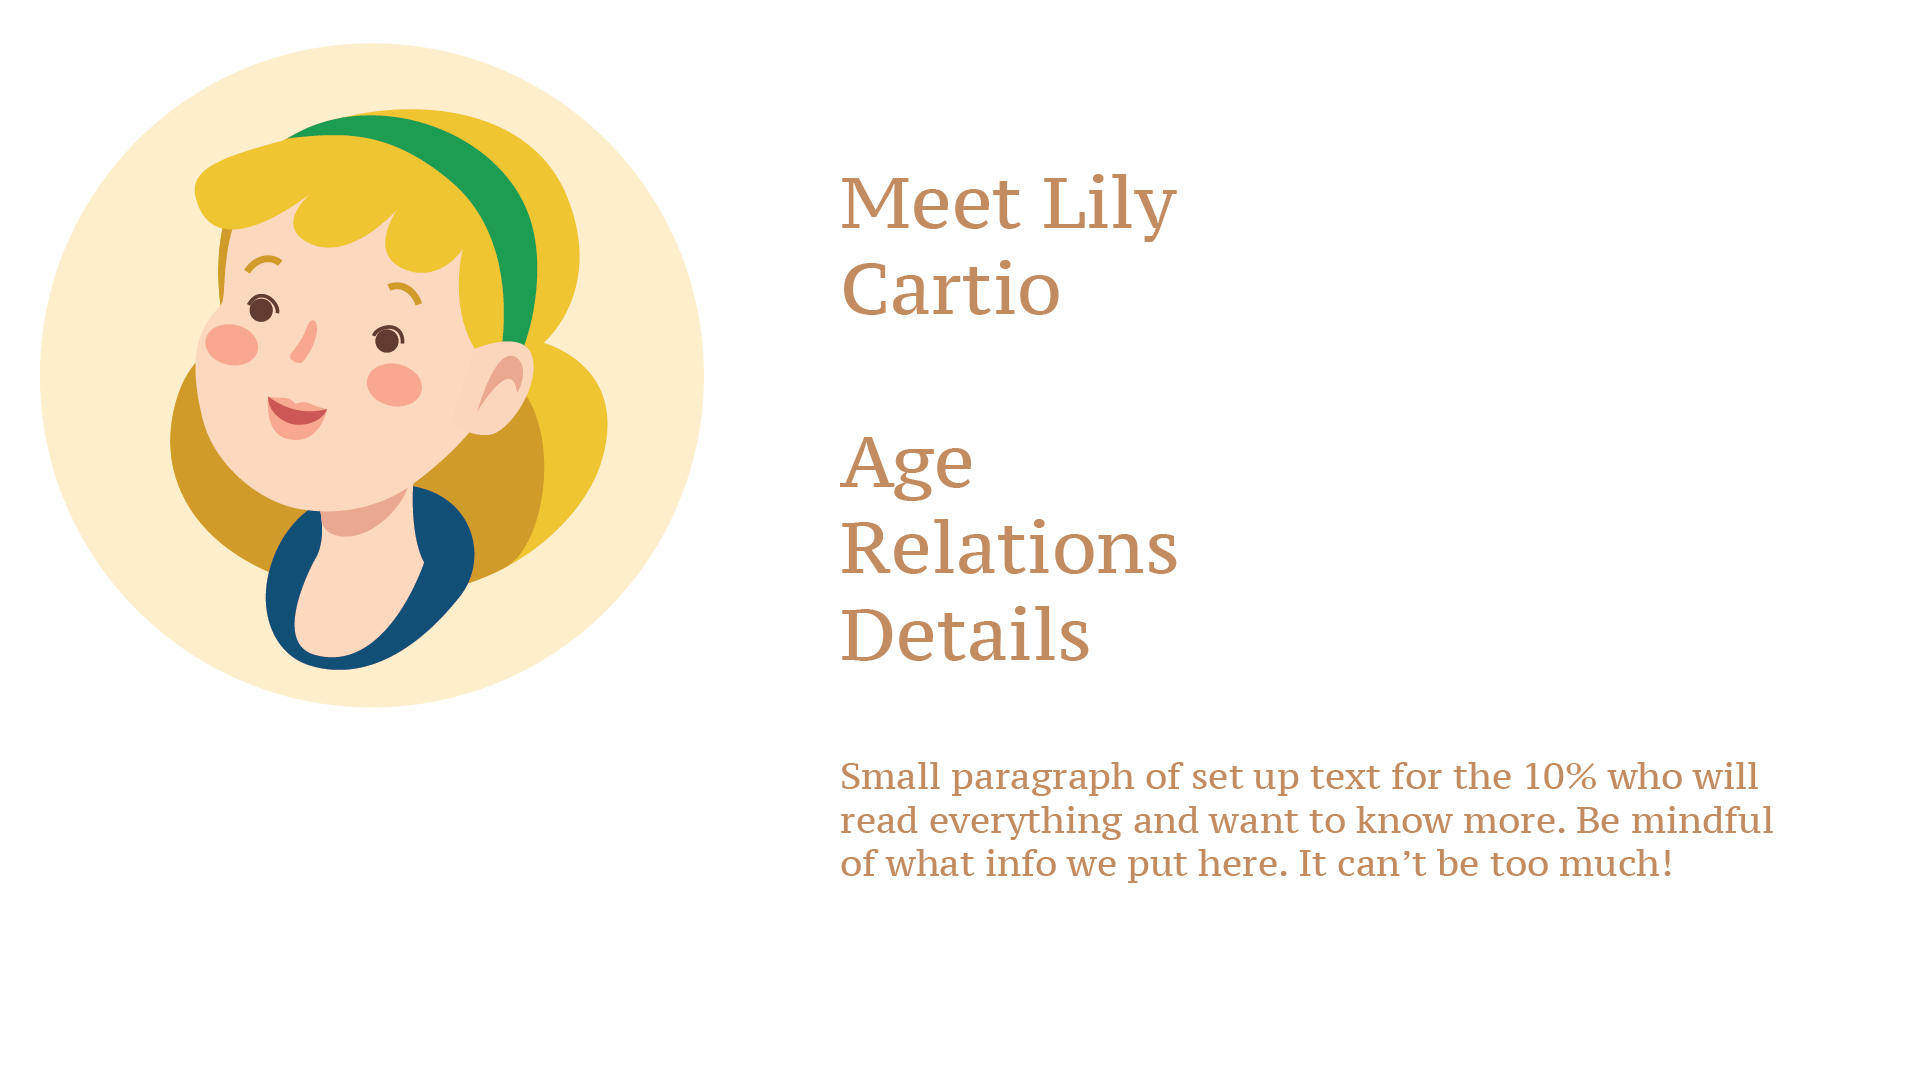 Meet Lily
Cartio
Age
Relations
Details
Small paragraph of set up text for the 10% who will
read everything and want to know more. Be mindful
of what info we put here. It can’t be too much!